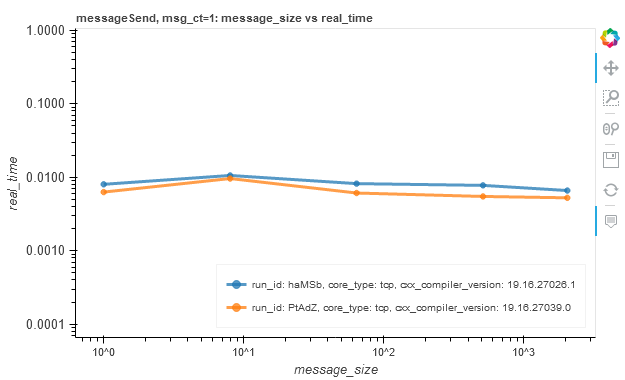 messageSend, msg_ct=1: message_size vs real_time
1.0000
0.1000
0.0100
0.0010
0.0001
real_time
run_id: haMSb, core_type: tcp, cxx_compiler_version: 19.16.27026.1
run_id: PtAdZ, core_type: tcp, cxx_compiler_version: 19.16.27039.0
10^0
10^1
10^2
10^3
message_size